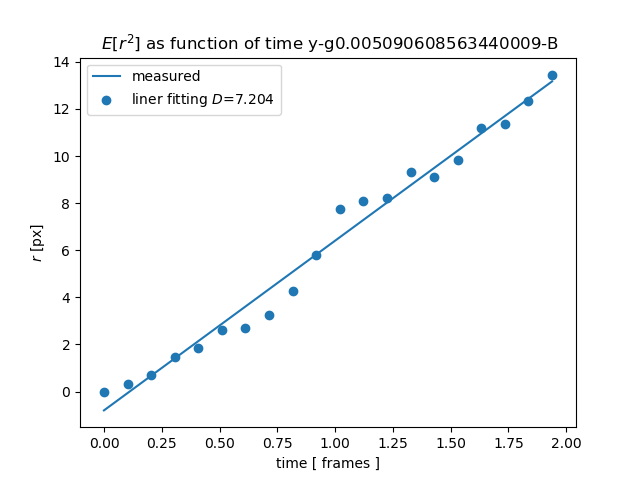 E[r²] as function of time y-g0.005090608563440009-B
measured
liner fitting D=7.204
14
12
10
8
6
4
2
0
r [px]
0.00 0.25 0.50 0.75 1.00 1.25 1.50 1.75 2.00
time [ frames ]